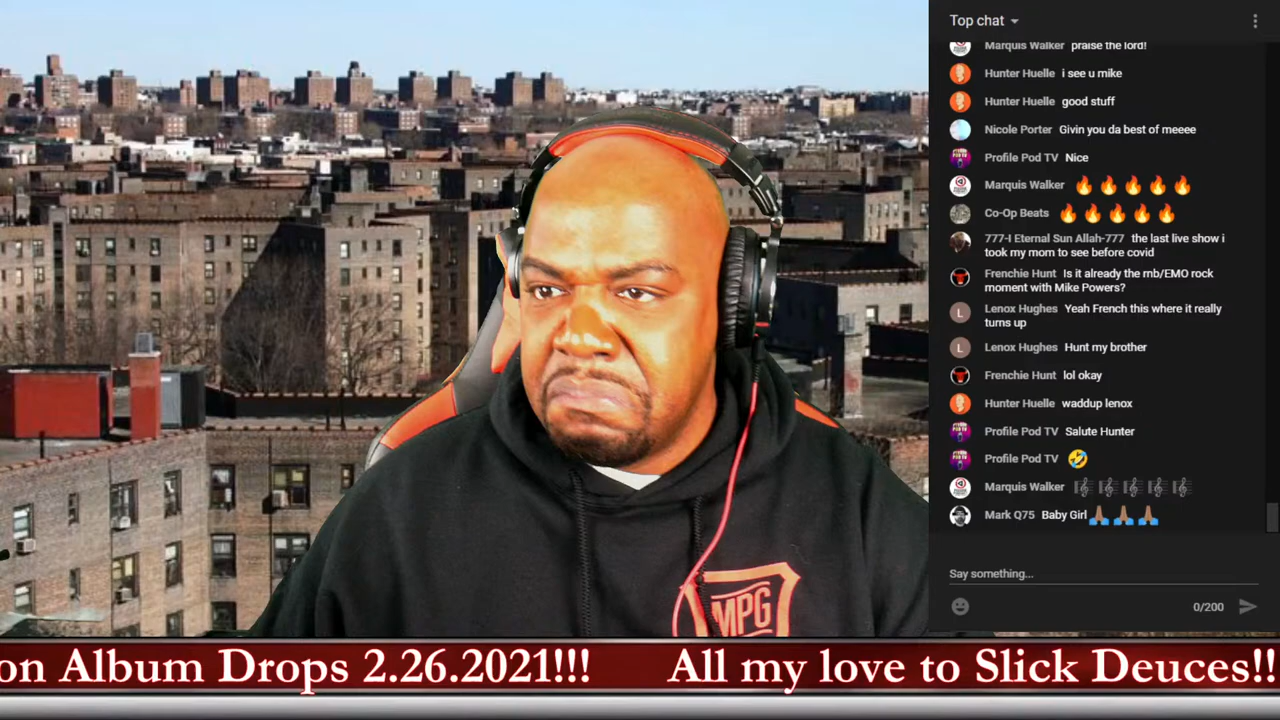 Top chat
Marquis Walker praise the lord!
Hunter Huelle i see u mike
Hunter Huelle good stuff
Nicole Porter Givin you da best of meeee
Profile Pod TV Nice
Marquis Walker 🔥🔥🔥🔥🔥
Co-Op Beats 🔥🔥🔥🔥🔥
777-I Eternal Sun Allah-777 the last live show i
took my mom to see before covid
Frenchie Hunt Is it already the rnb/EMO rock
moment with Mike Powers?
Lenox Hughes Yeah French this where it really
turns up
L
Lenox Hughes Hunt my brother
L
Frenchie Hunt lol okay
Hunter Huelle waddup lenox
Profile Pod TV Salute Hunter
Profile Pod TV 🤣
Marquis Walker 🎼🎼🎼🎼🎼
Mark Q75 Baby Girl🙏🏽🙏🏽🙏🏽
Say something...
0/200
MPG
on Album Drops 2.26.2021!!! All my love to Slick Deuces!!